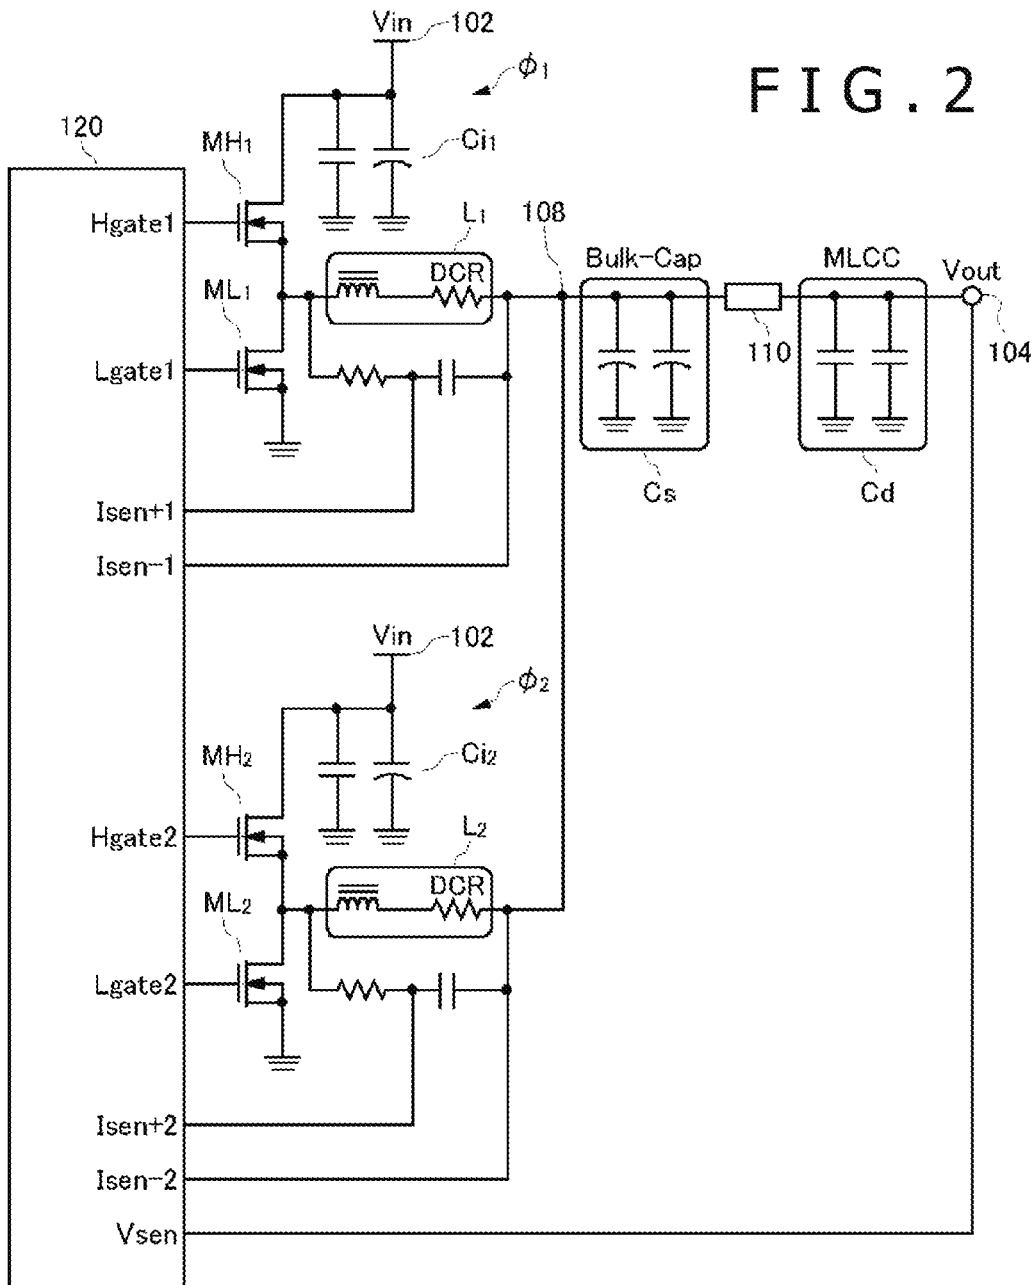 Vin 102
ϕ1
FIG. 2
120
MH1
Ci1
Hgate1
L1
108
DCR
Bulk-Cap
MLCC
Vout
ML1
110
104
Lgate1
Cs
Cd
Isen+1
Isen-1
Vin 102
ϕ2
MH2
Ci2
Hgate2
L2
DCR
ML2
Lgate2
Isen+2
Isen-2
Vsen